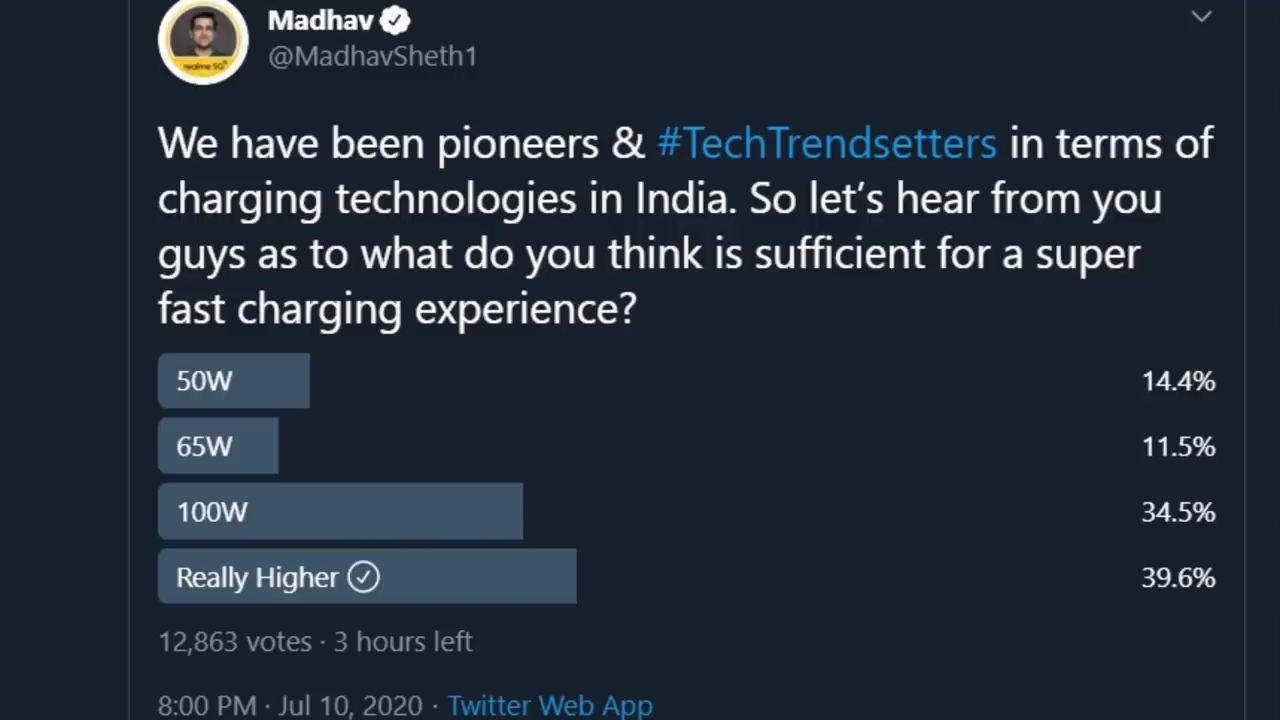 Madhav
@MadhavSheth1
realme 5G
We have been pioneers & #TechTrendsetters in terms of
charging technologies in India. So let’s hear from you
guys as to what do you think is sufficient for a super
fast charging experience?
50W 14.4%
65W 11.5%
100W 34.5%
Really Higher 39.6%
12,863 votes · 3 hours left
8:00 PM · Jul 10, 2020 · Twitter Web App